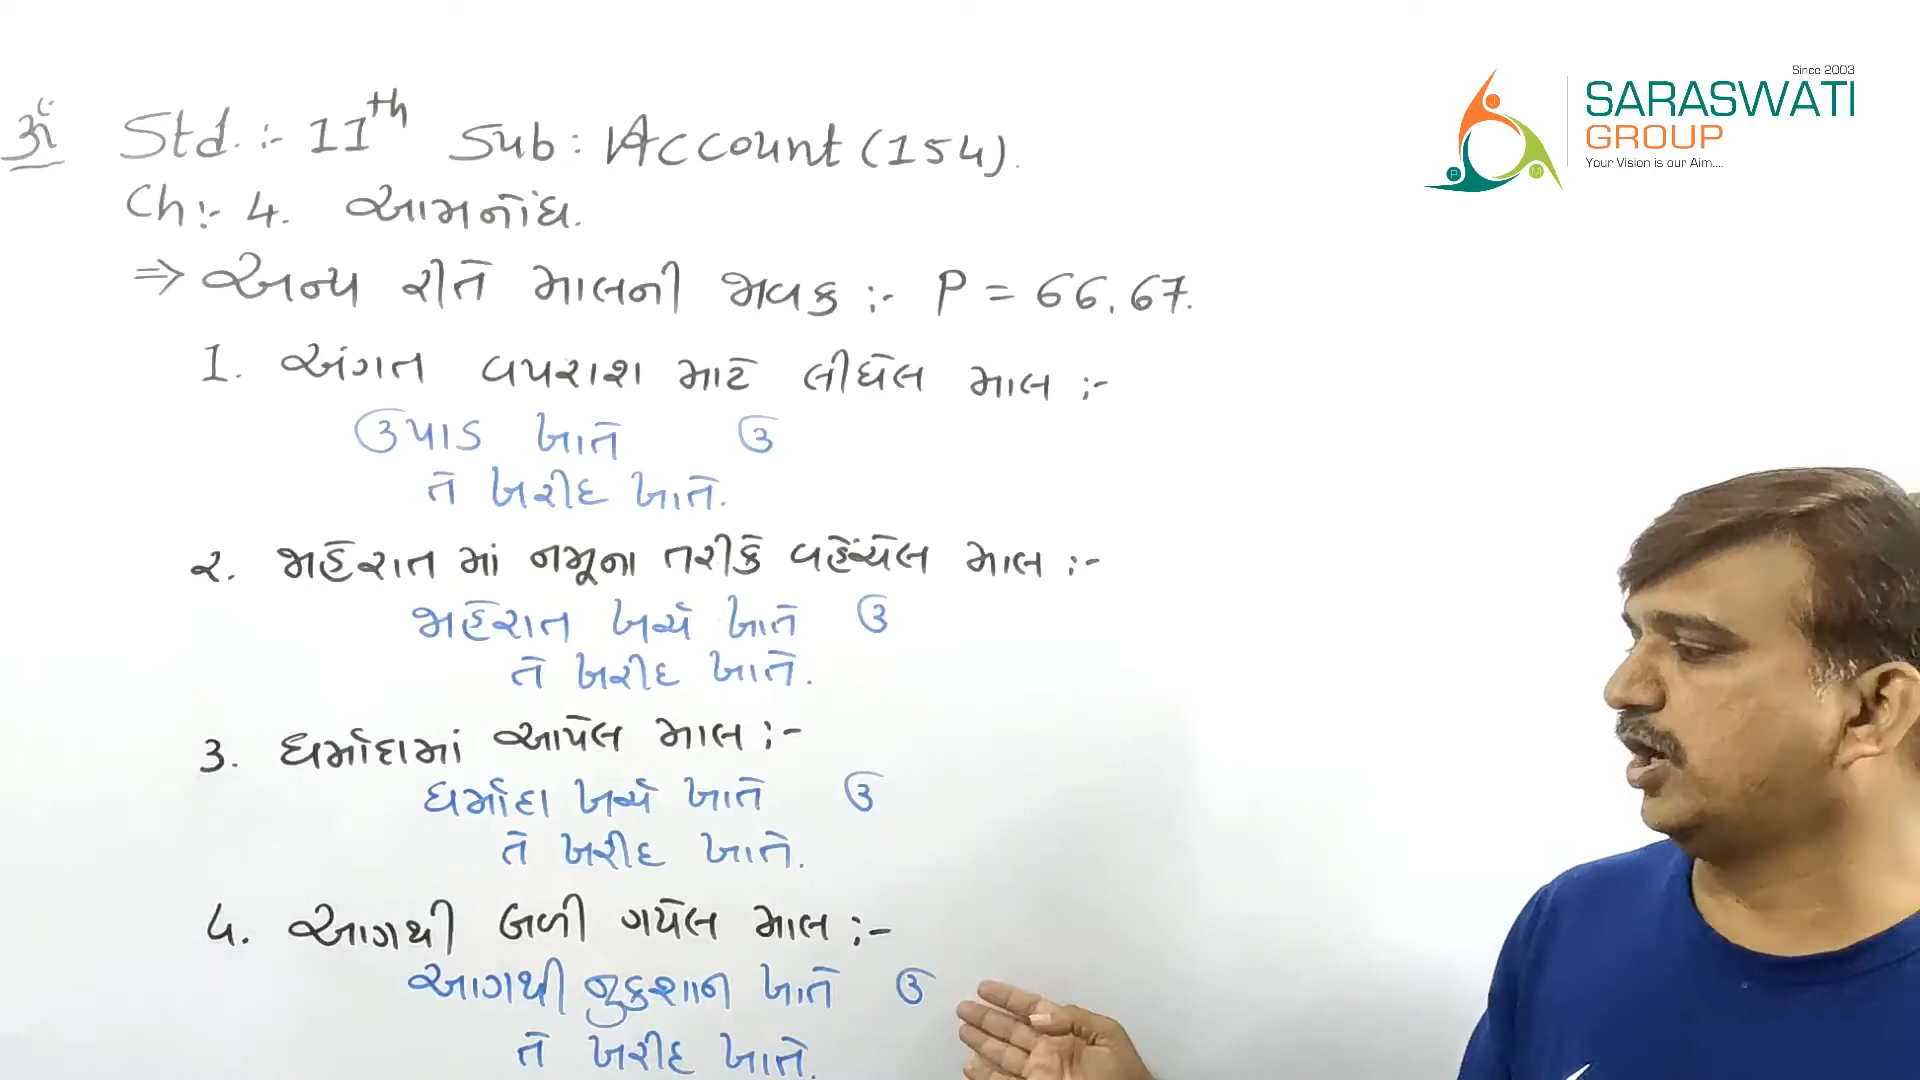 Since 2003
SARASWATI
GROUP
Your Vision is our Aim....
J
P
M
ૐ Std. :- 11th Sub : Account (154).
Ch :- 4. આમનોંધ.
⇒ અન્ય રીતે માલની જાવક :- P = 66, 67.
1. અંગત વપરાશ માટે લીધેલ માલ :-
ઉપાડ ખાતે ઉ
તે ખરીદ ખાતે.
૨. જાહેરાત માં નમૂના તરીકે વહેંચેલ માલ :-
જાહેરાત ખર્ચ ખાતે ઉ
તે ખરીદ ખાતે.
૩. ધર્માદામાં આપેલ માલ :-
ધર્માદા ખર્ચ ખાતે ઉ
તે ખરીદ ખાતે.
૪. આગથી બળી ગયેલ માલ :-
આગથી નુકશાન ખાતે ઉ
તે ખરીદ ખાતે.